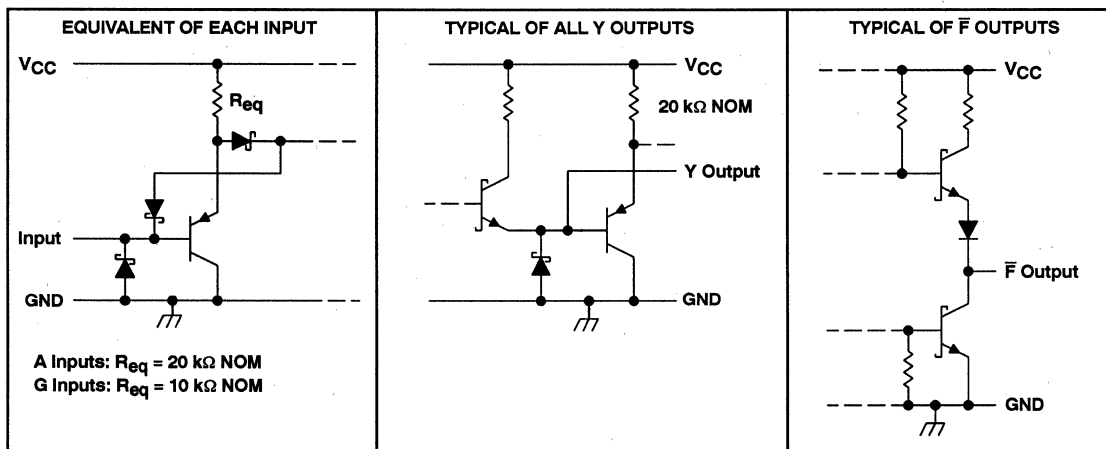 EQUIVALENT OF EACH INPUT
VCC
Req
Input
GND
A Inputs: Req = 20 kΩ NOM
G Inputs: Req = 10 kΩ NOM
TYPICAL OF ALL Y OUTPUTS
VCC
20 kΩ NOM
Y Output
GND
TYPICAL OF F̅ OUTPUTS
VCC
F̅ Output
GND